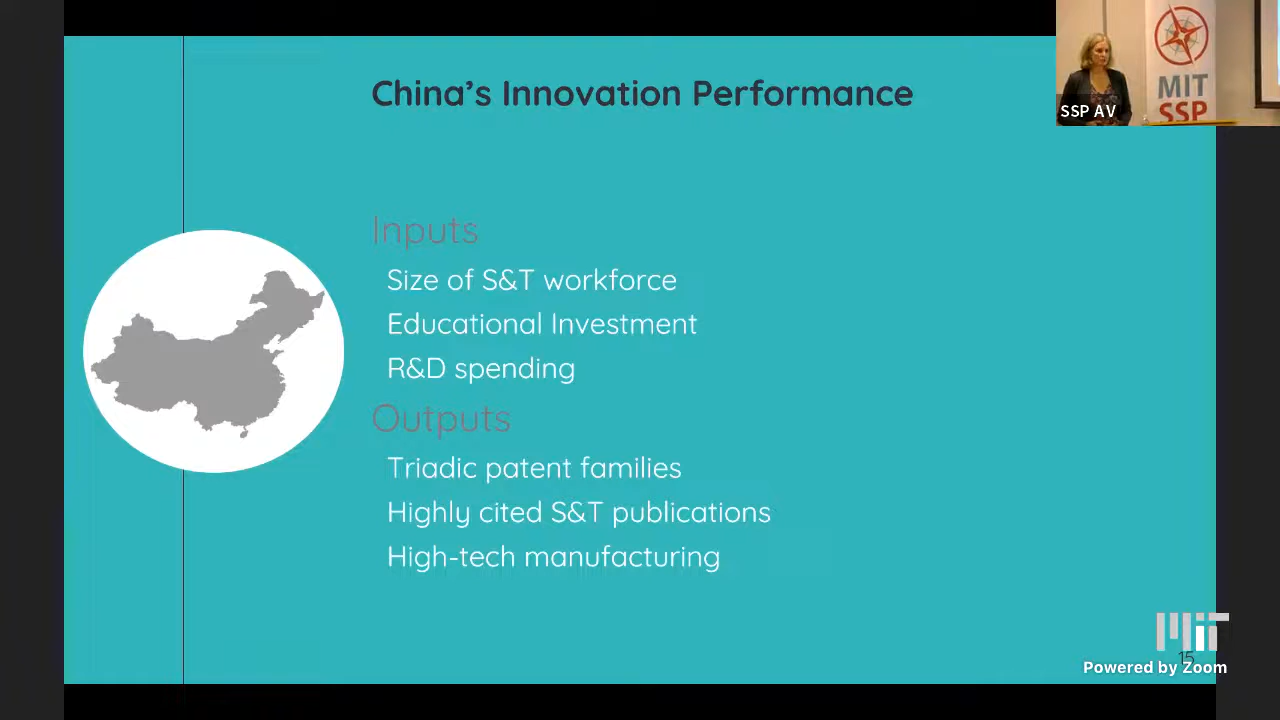 China's Innovation Performance
MIT
SSP
SSP AV
Inputs
Size of S&T workforce
Educational Investment
R&D spending
Outputs
Triadic patent families
Highly cited S&T publications
High-tech manufacturing
MIT
15
Powered by Zoom